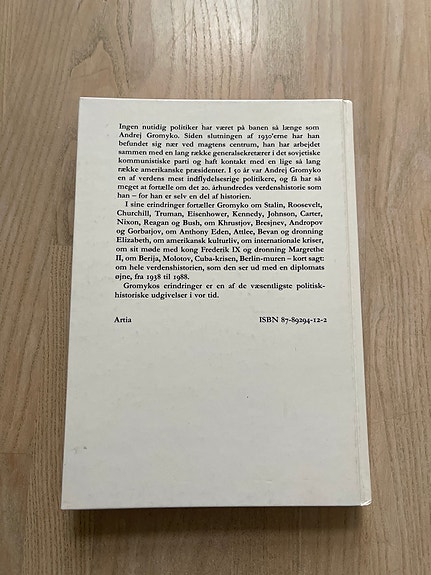 Ingen nutidig politiker har været på banen så længe som
Andrej Gromyko. Siden slutningen af 1930'erne har han
befundet sig nær ved magtens centrum, han har arbejdet
sammen med en lang række generalsekretærer i det sovjetiske
kommunistiske parti og haft kontakt med en lige så lang
række amerikanske præsidenter. I 50 år var Andrej Gromyko
en af verdens mest indflydelsesrige politikere, og få har så
meget at fortælle om det 20. århundredes verdenshistorie som
han – for han er selv en del af historien.
I sine erindringer fortæller Gromyko om Stalin, Roosevelt,
Churchill, Truman, Eisenhower, Kennedy, Johnson, Carter,
Nixon, Reagan og Bush, om Khrustjov, Bresjnev, Andropov
og Gorbatjov, om Anthony Eden, Attlee, Bevan og dronning
Elizabeth, om amerikansk kulturliv, om internationale kriser,
om sit møde med kong Frederik IX og dronning Margrethe
II, om Berija, Molotov, Cuba-krisen, Berlin-muren – kort sagt:
om hele verdenshistorien, som den ser ud med en diplomats
øjne, fra 1938 til 1988.
Gromykos erindringer er en af de væsentligste politisk-
historiske udgivelser i vor tid.
Artia ISBN 87-89294-12-2